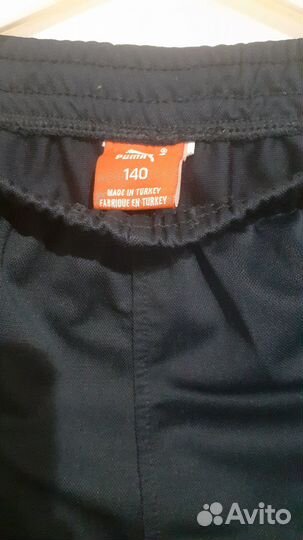 PUMA
140
MADE IN TURKEY
FABRIQUE EN TURKEY
Avito